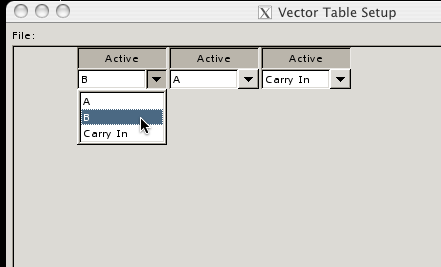 Vector Table Setup
File:
Active Active Active
B A Carry In
A
B
Carry In